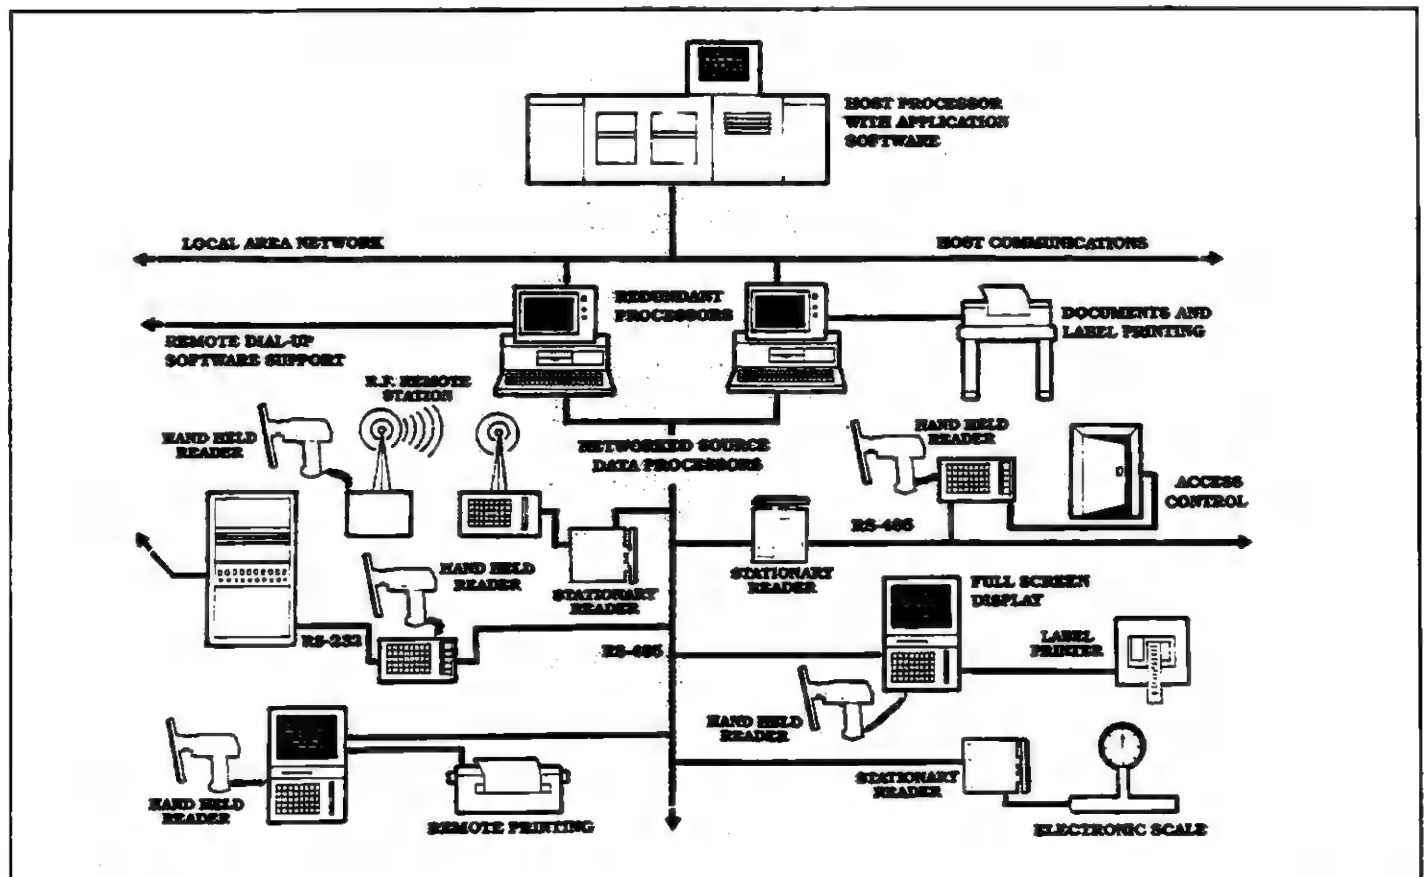 HOST PROCESSOR
WITH APPLICATION
SOFTWARE
LOCAL AREA NETWORK
HOST COMMUNICATIONS
REDUNDANT
PROCESSORS
DOCUMENTS AND
LABEL PRINTING
REMOTE DIAL-UP
SOFTWARE SUPPORT
R.F. REMOTE
STATION
HAND HELD
READER
NETWORKED SOURCE
DATA PROCESSORS
HAND HELD
READER
ACCESS
CONTROL
RS-485
HAND HELD
READER
STATIONARY
READER
STATIONARY
READER
FULL SCREEN
DISPLAY
RS-232
RS-485
LABEL
PRINTER
HAND HELD
READER
STATIONARY
READER
HAND HELD
READER
REMOTE PRINTING
ELECTRONIC SCALE